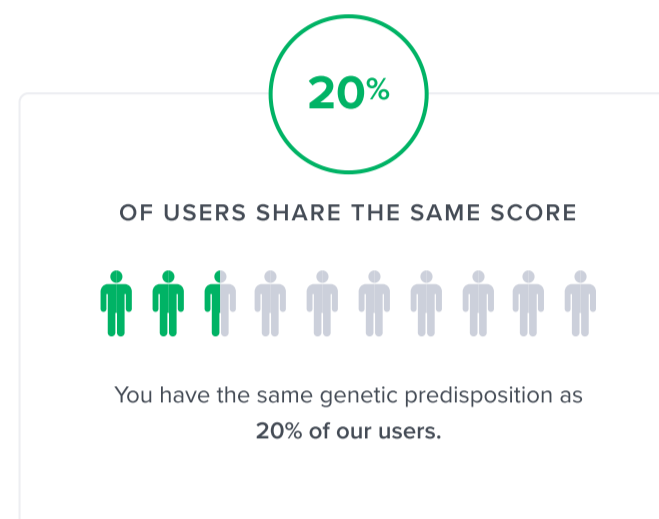 20%
OF USERS SHARE THE SAME SCORE
You have the same genetic predisposition as
20% of our users.